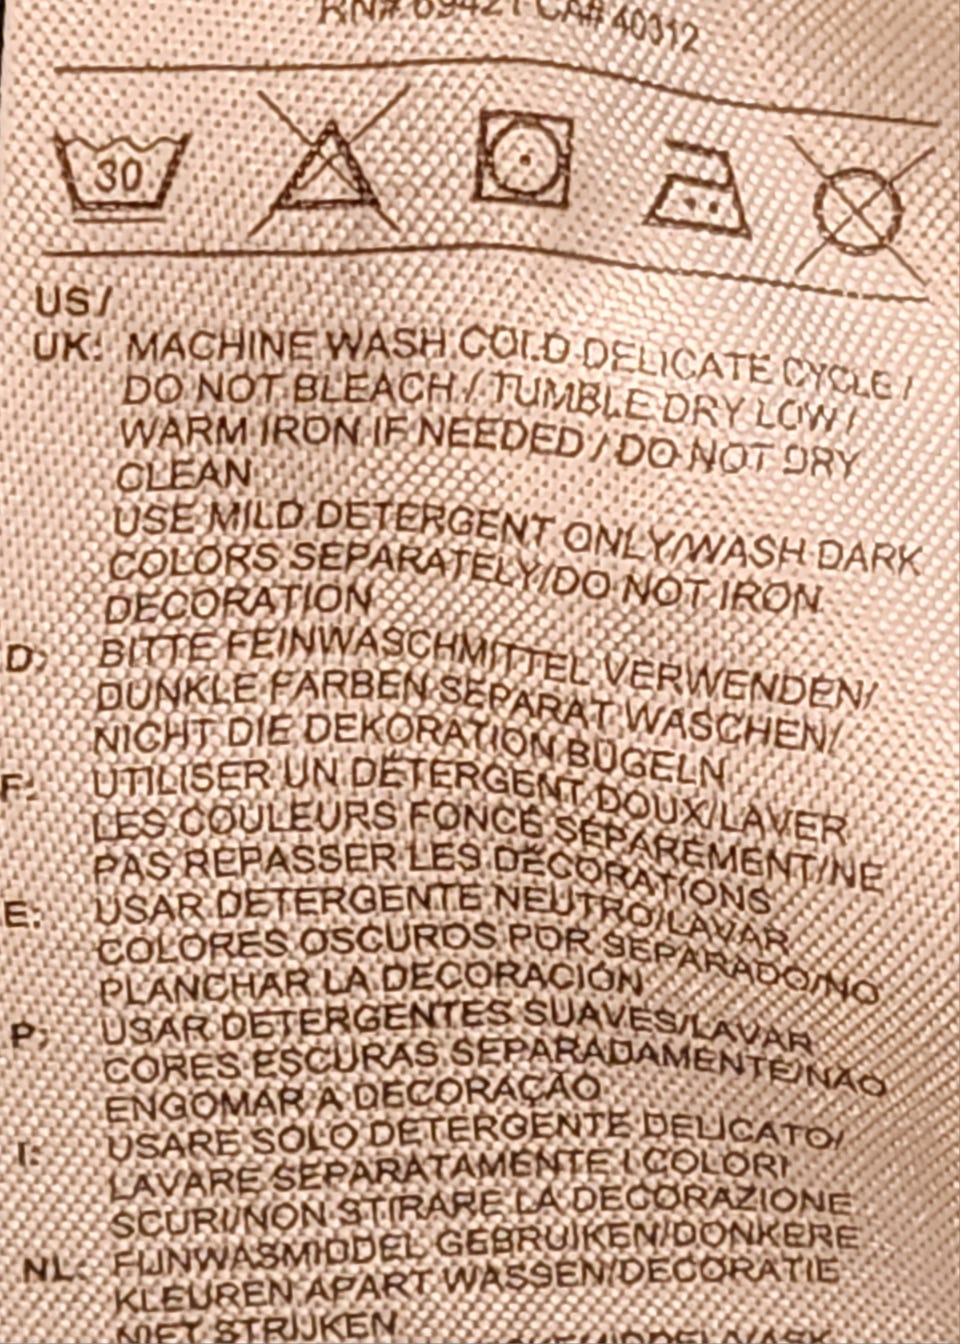 RN# 69421 CA# 40312
30
US/
UK: MACHINE WASH COLD DELICATE CYCLE /
DO NOT BLEACH / TUMBLE DRY LOW /
WARM IRON IF NEEDED / DO NOT DRY
CLEAN
USE MILD DETERGENT ONLY/WASH DARK
COLORS SEPARATELY/DO NOT IRON
DECORATION
D: BITTE FEINWASCHMITTEL VERWENDEN/
DUNKLE FARBEN SEPARAT WASCHEN/
NICHT DIE DEKORATION BÜGELN
F: UTILISER UN DÉTERGENT DOUX/LAVER
LES COULEURS FONCÉ SÉPARÉMENT/NE
PAS REPASSER LES DÉCORATIONS
E: USAR DETERGENTE NEUTRO/LAVAR
COLORES OSCUROS POR SEPARADO/NO
PLANCHAR LA DECORACIÓN
P: USAR DETERGENTES SUAVES/LAVAR
CORES ESCURAS SEPARADAMENTE/NÃO
ENGOMAR A DECORAÇÃO
I: USARE SOLO DETERGENTE DELICATO/
LAVARE SEPARATAMENTE I COLORI
SCURI/NON STIRARE LA DECORAZIONE
NL: FIJNWASMIDDEL GEBRUIKEN/DONKERE
KLEUREN APART WASSEN/DECORATIE
NIET STRIJKEN